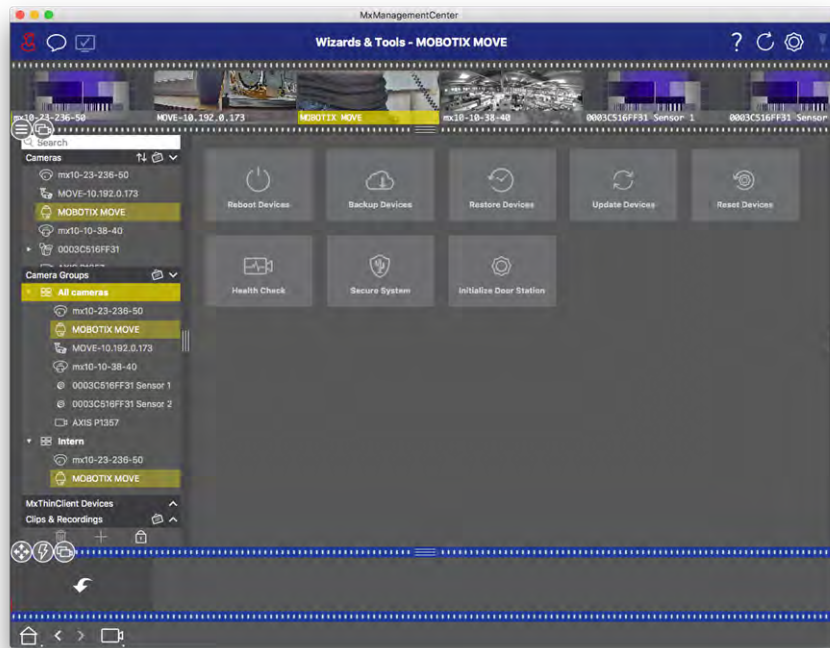 MxManagementCenter
Wizards & Tools - MOBOTIX MOVE
?
mx10-23-236-50
MOVE-10.192.0.173
MOBOTIX MOVE
mx10-10-38-40
0003C516FF31 Sensor 1
0003C516FF31 Sensor
Search
Cameras
mx10-23-236-50
MOVE-10.192.0.173
MOBOTIX MOVE
mx10-10-38-40
0003C516FF31
AXIS P1357
Camera Groups
All cameras
mx10-23-236-50
MOBOTIX MOVE
MOVE-10.192.0.173
mx10-10-38-40
0003C516FF31 Sensor 1
0003C516FF31 Sensor 2
AXIS P1357
Intern
mx10-23-236-50
MOBOTIX MOVE
MxThinClient Devices
Clips & Recordings
Reboot Devices
Backup Devices
Restore Devices
Update Devices
Reset Devices
Health Check
Secure System
Initialize Door Station